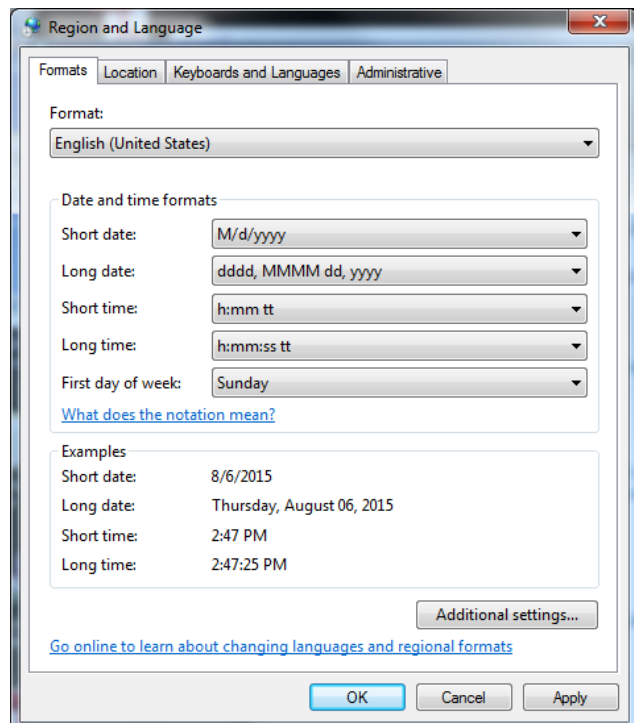 Region and Language
Formats Location Keyboards and Languages Administrative
Format:
English (United States)
Date and time formats
Short date: M/d/yyyy
Long date: dddd, MMMM dd, yyyy
Short time: h:mm tt
Long time: h:mm:ss tt
First day of week: Sunday
What does the notation mean?
Examples
Short date: 8/6/2015
Long date: Thursday, August 06, 2015
Short time: 2:47 PM
Long time: 2:47:25 PM
Additional settings...
Go online to learn about changing languages and regional formats
OK Cancel Apply